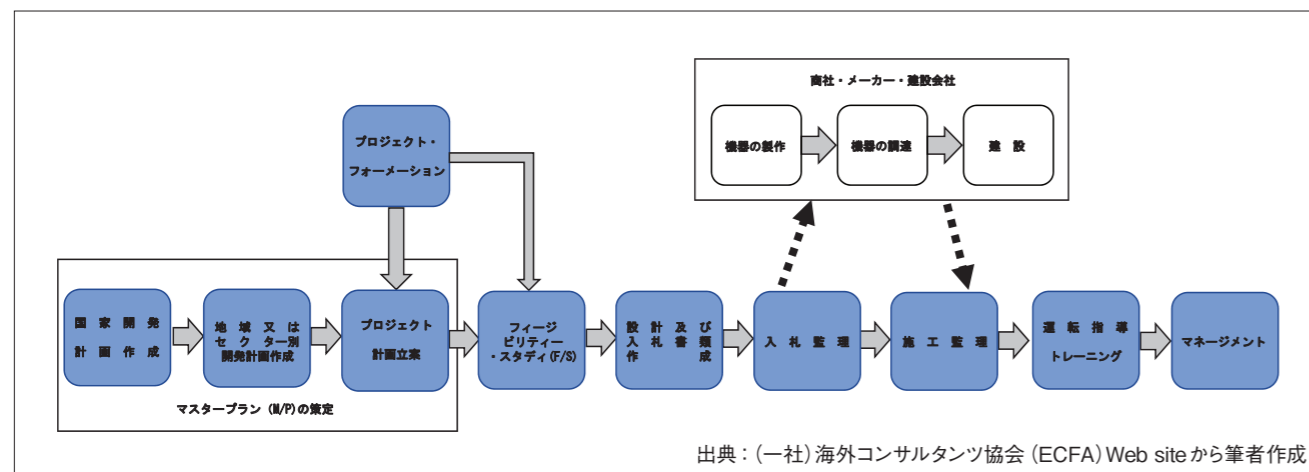 商社・メーカー・建設会社
機器の製作
機器の調達
建設
プロジェクト・
フォーメーション
国家開発
計画作成
地域又は
セクター別
開発計画作成
プロジェクト
計画立案
マスタープラン (M/P)の策定
フィージ
ビリティー
・スタディ(F/S)
設計及び
入札書類
作成
入札監理
施工監理
運転指導
トレーニング
マネージメント
出典：（一社）海外コンサルタンツ協会（ECFA）Web siteから筆者作成